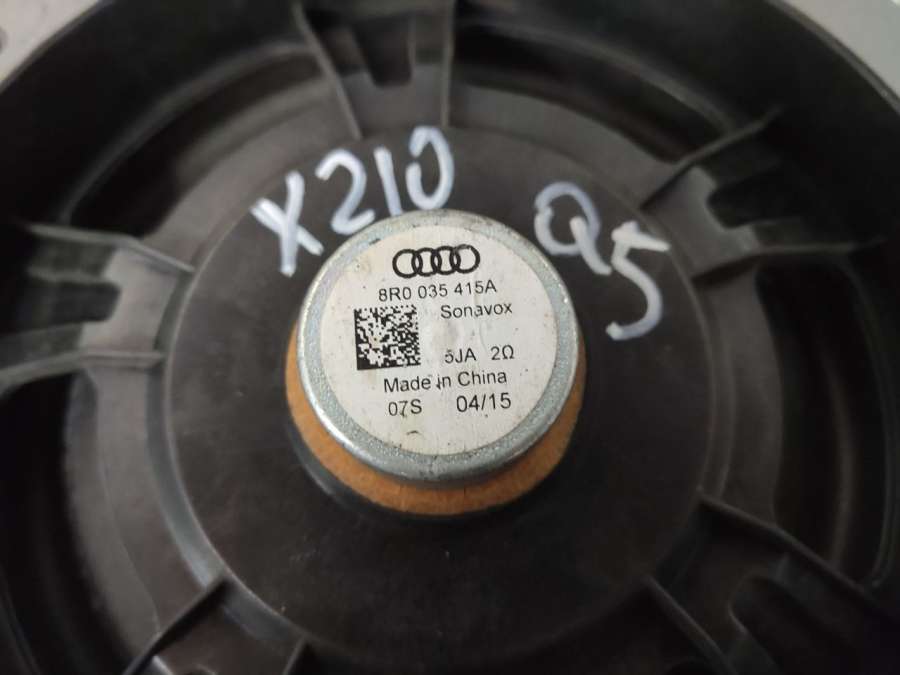 X210
Q5
8R0 035 415A
Sonavox
5JA 2Ω
Made in China
07S 04/15